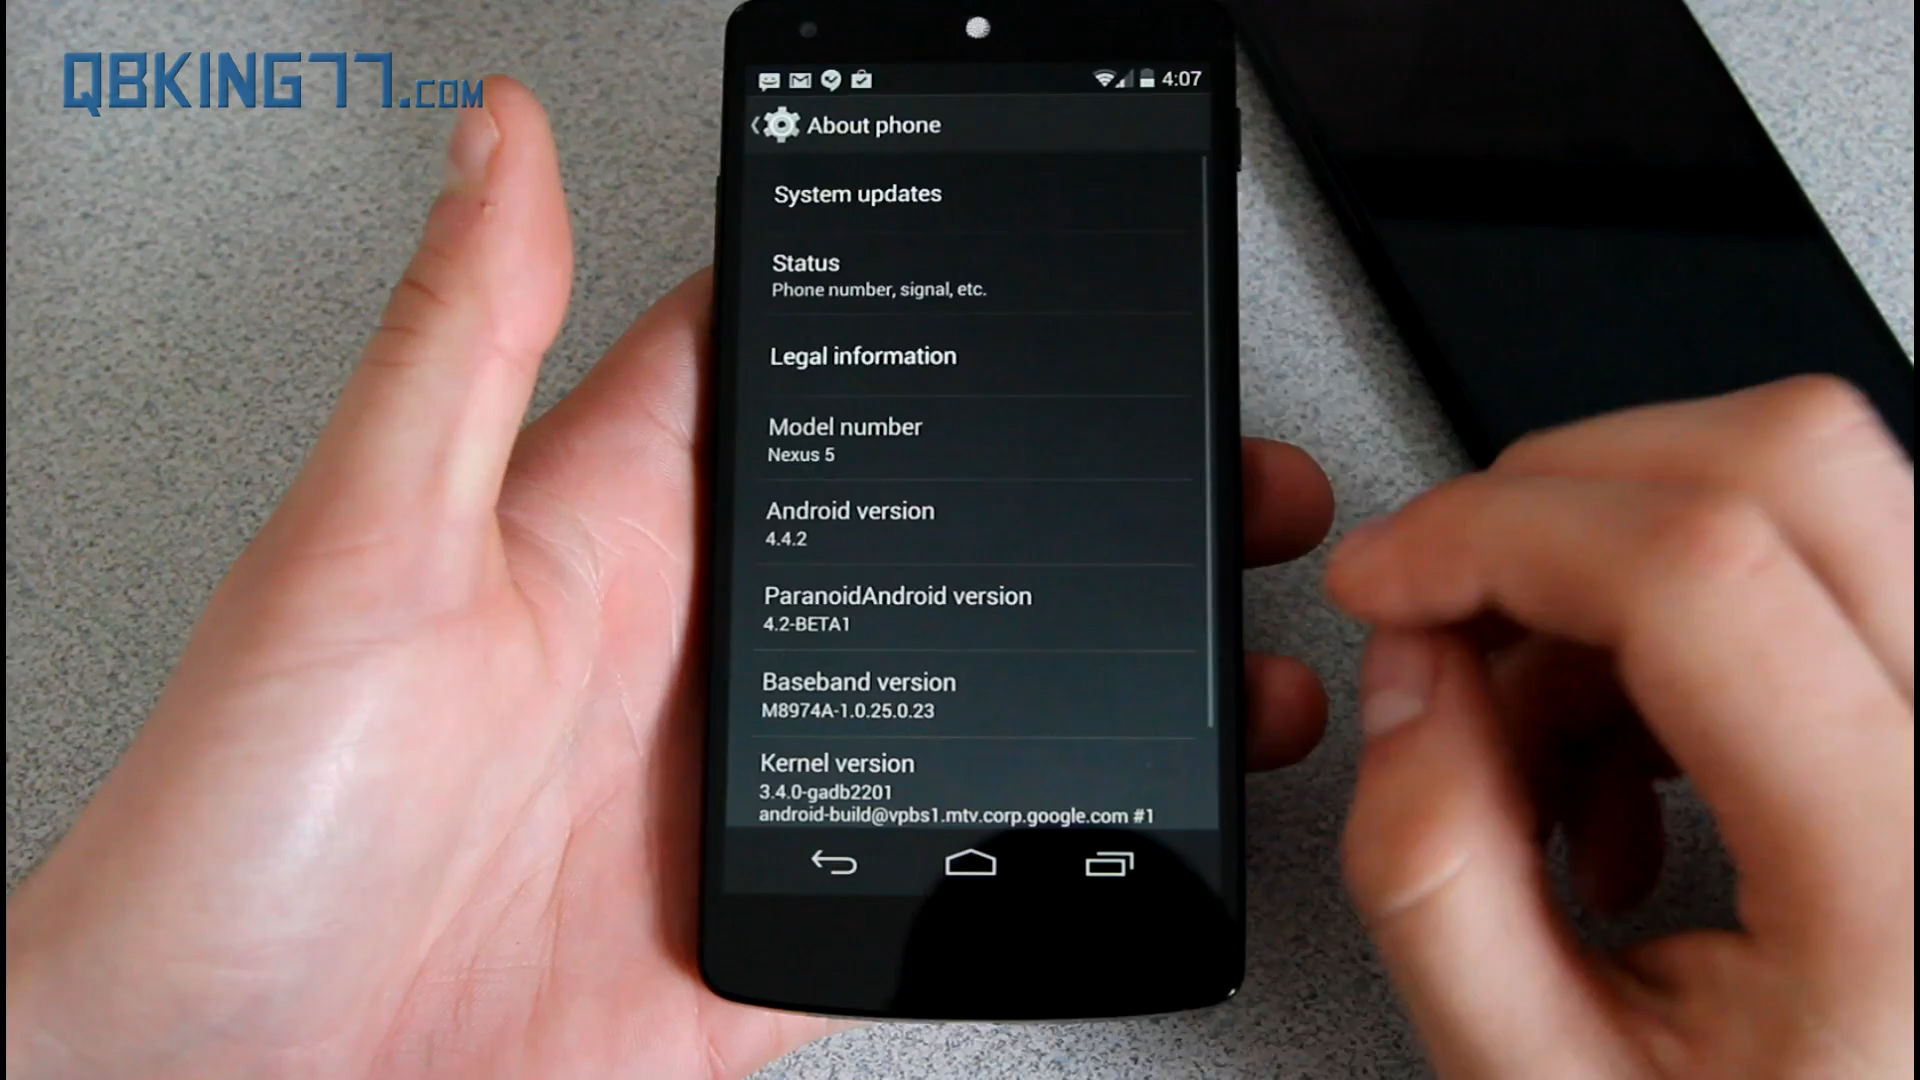 QBKING77.COM
4:07
About phone
System updates
Status
Phone number, signal, etc.
Legal information
Model number
Nexus 5
Android version
4.4.2
ParanoidAndroid version
4.2-BETA1
Baseband version
M8974A-1.0.25.0.23
Kernel version
3.4.0-gadb2201
android-build@vpbs1.mtv.corp.google.com #1